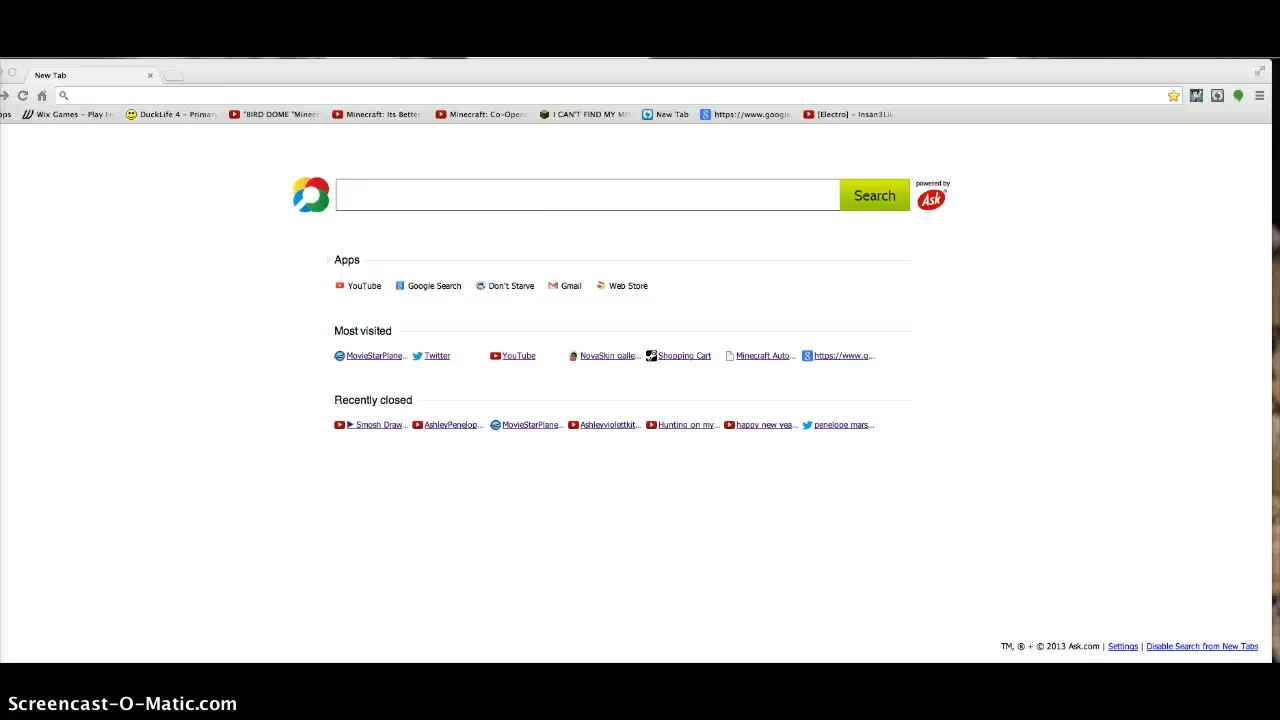 New Tab
ps Wix Games - Play F DuckLife 4 - Primar "BIRD DOME "Minec Minecraft: Its Bette Minecraft: Co-Oper I CAN'T FIND MY New Tab https://www.google [Electro] - Insan3Li
Search
powered by
Ask
Apps
YouTube Google Search Don't Starve Gmail Web Store
Most visited
MovieStarPlane... Twitter YouTube NovaSkin galle... Shopping Cart Minecraft Auto... https://www.g...
Recently closed
▶ Smosh Draw... AshleyPenelop... MovieStarPlane... Ashleyviolettkit... Hunting on my... happy new yea... penelope mars...
TM, ® + © 2013 Ask.com | Settings | Disable Search from New Tabs
Screencast-O-Matic.com